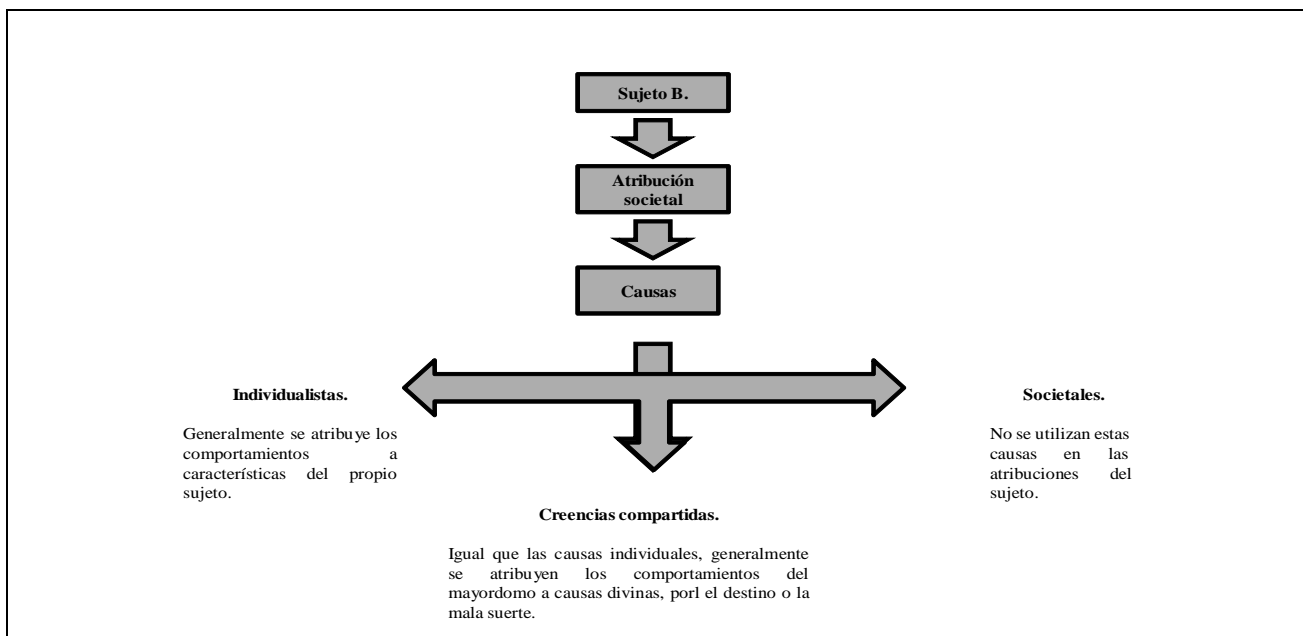 Sujeto B.
Atribución
societal
Causas
Individualistas.
Generalmente se atribuye los
comportamientos a
características del propio
sujeto.
Societales.
No se utilizan estas
causas en las
atribuciones del
sujeto.
Creencias compartidas.
Igual que las causas individuales, generalmente
se atribuyen los comportamientos del
mayordomo a causas divinas, porl el destino o la
mala suerte.